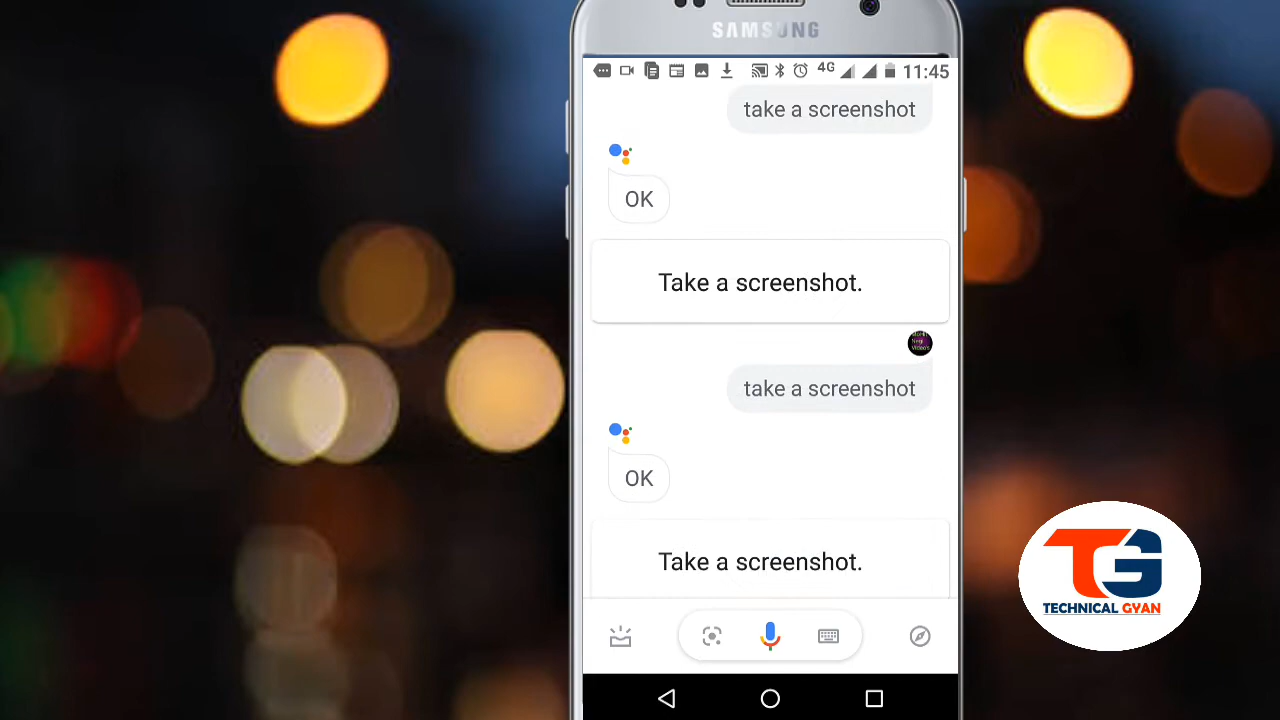 SAMSUNG
4G 11:45
take a screenshot
OK
Take a screenshot.
take a screenshot
OK
Take a screenshot.
TG
TECHNICAL GYAN